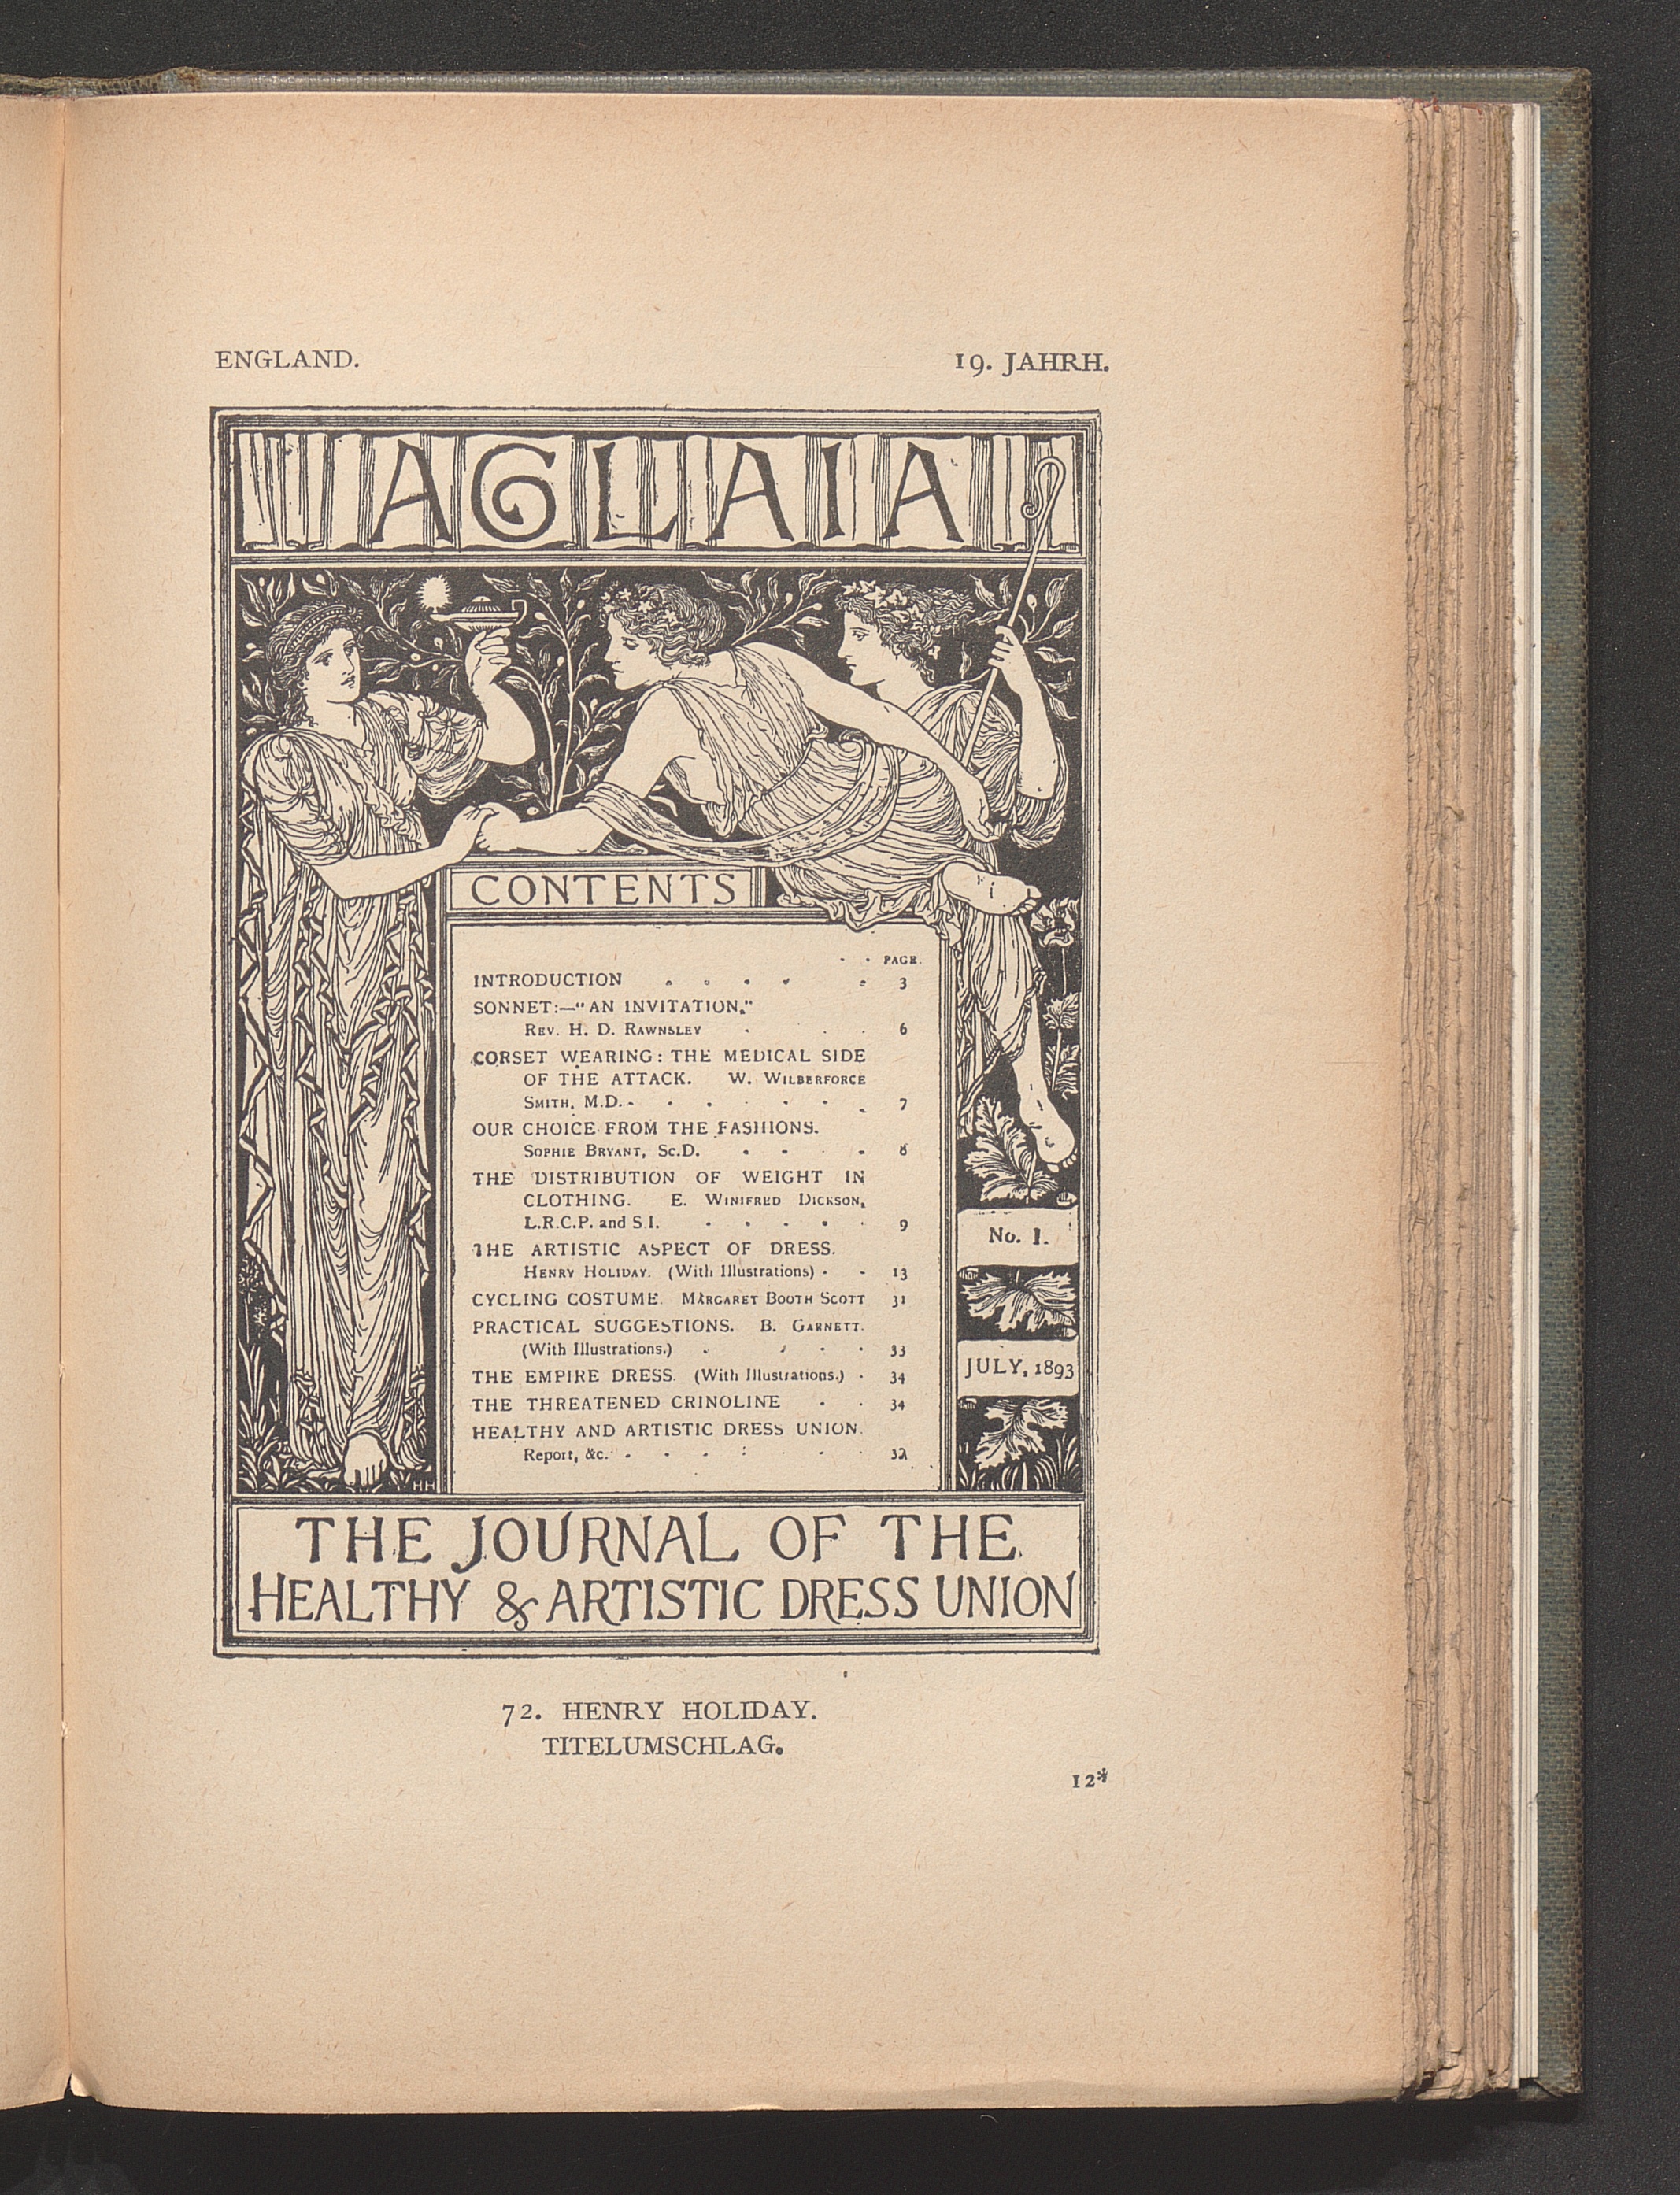 ENGLAND. 19. JAHRH.
AGLAIA
CONTENTS
PAGE.
INTRODUCTION 3
SONNET:—“AN INVITATION.”
REV. H. D. RAWNSLEY 6
CORSET WEARING: THE MEDICAL SIDE
OF THE ATTACK. W. WILBERFORCE
SMITH, M.D. 7
OUR CHOICE FROM THE FASHIONS.
SOPHIE BRYANT, Sc.D. 8
THE DISTRIBUTION OF WEIGHT IN
CLOTHING. E. WINIFRED DICKSON,
L.R.C.P. and S.I. 9
THE ARTISTIC ASPECT OF DRESS.
HENRY HOLIDAY. (With Illustrations) 13
CYCLING COSTUME. MARGARET BOOTH SCOTT 31
PRACTICAL SUGGESTIONS. B. GARNETT.
(With Illustrations.) 33
THE EMPIRE DRESS. (With Illustrations.) 34
THE THREATENED CRINOLINE 34
HEALTHY AND ARTISTIC DRESS UNION.
Report, &c. 32
No. 1.
JULY, 1893
HH
THE JOURNAL OF THE
HEALTHY & ARTISTIC DRESS UNION
72. HENRY HOLIDAY.
TITELUMSCHLAG.
12*